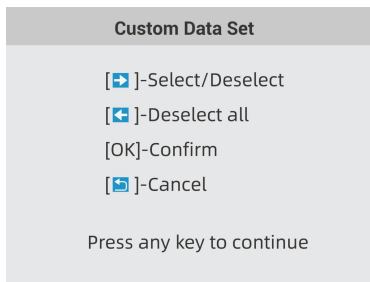 Custom Data Set
[➡]-Select/Deselect
[⬅]-Deselect all
[OK]-Confirm
[⮌]-Cancel
Press any key to continue